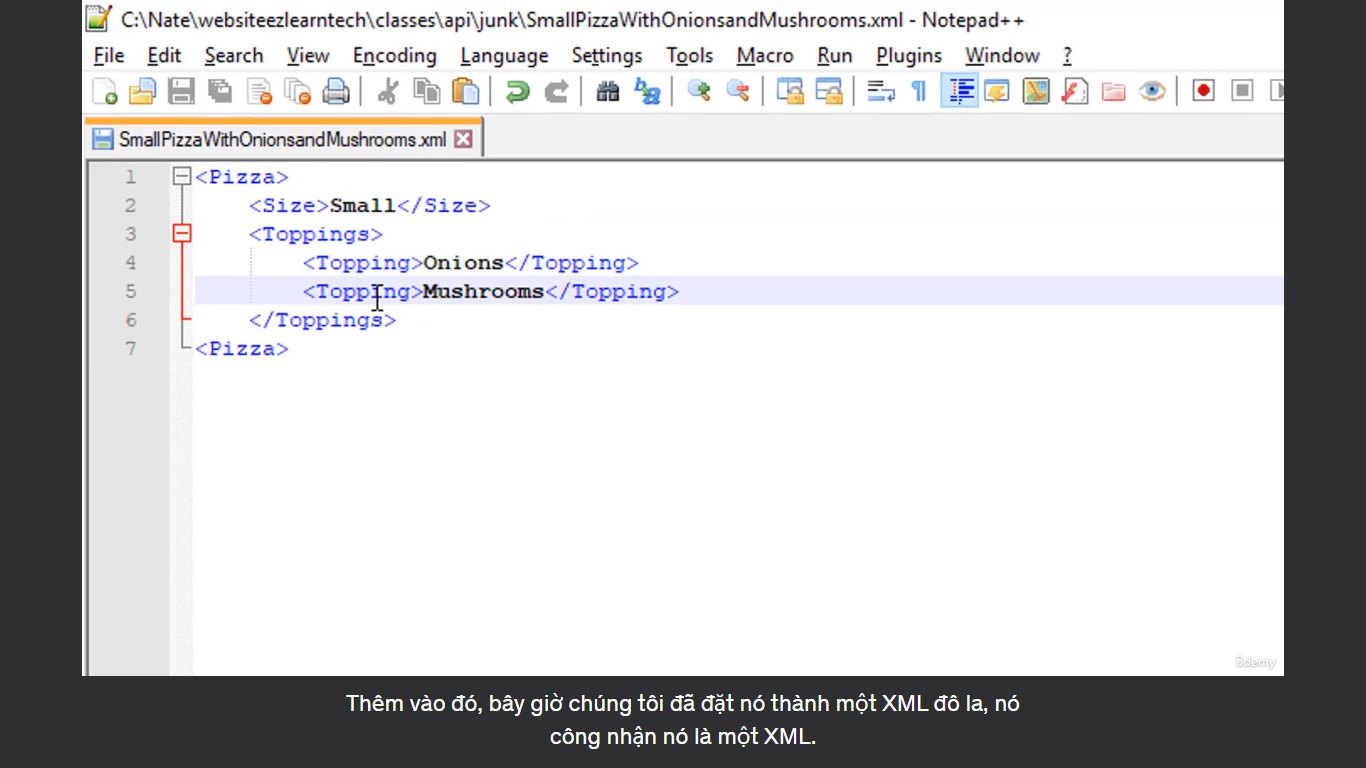 C:\Nate\websiteezlearntech\classes\api\junk\SmallPizzaWithOnionsandMushrooms.xml - Notepad++
File Edit Search View Encoding Language Settings Tools Macro Run Plugins Window ?
SmallPizzaWithOnionsandMushrooms.xml
1 <Pizza>
2 <Size>Small</Size>
3 <Toppings>
4 <Topping>Onions</Topping>
5 <Topping>Mushrooms</Topping>
6 </Toppings>
7 <Pizza>
ûdemy
Thêm vào đó, bây giờ chúng tôi đã đặt nó thành một XML đô la, nó
công nhận nó là một XML.